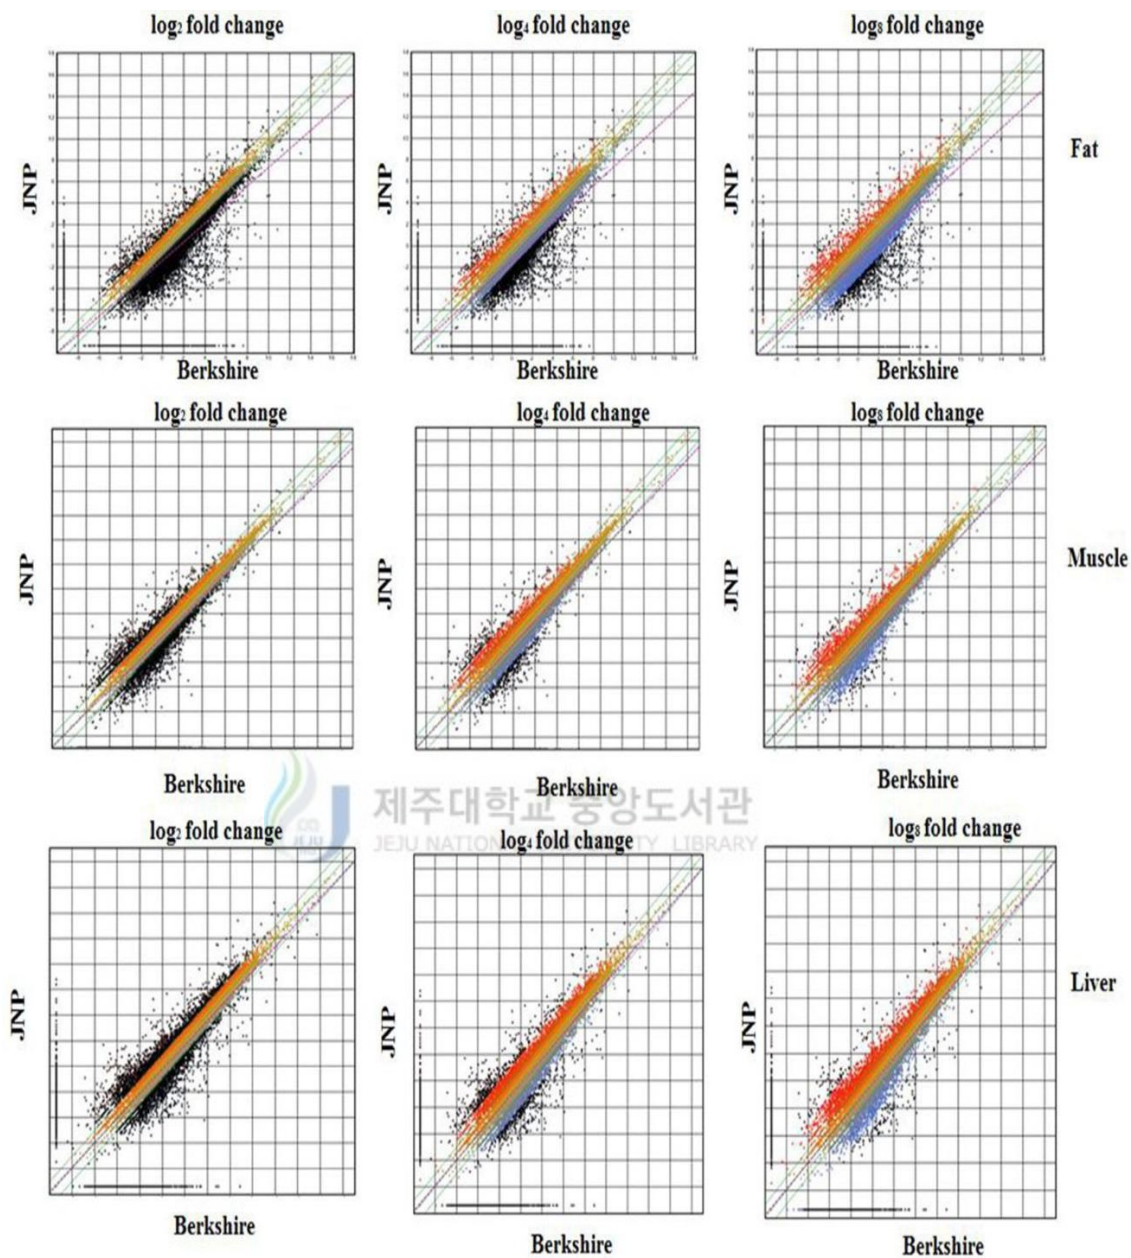 log₂ fold change
log₄ fold change
log₈ fold change
JNP
JNP
JNP
Fat
Berkshire
Berkshire
Berkshire
log₂ fold change
log₄ fold change
log₈ fold change
JNP
JNP
JNP
Muscle
Berkshire
Berkshire
Berkshire
제주대학교 중앙도서관
JEJU
log₂ fold change
log₄ fold change
log₈ fold change
JEJU LIBRARY
JNP
JNP
JNP
Liver
Berkshire
Berkshire
Berkshire